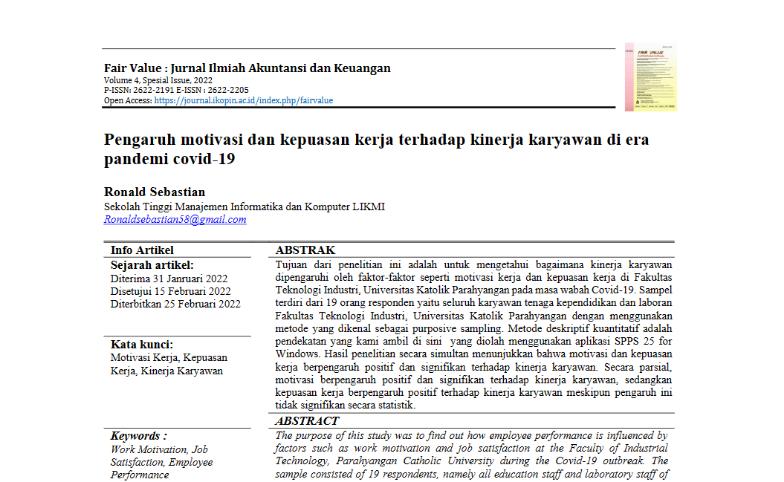 Fair Value : Jurnal Ilmiah Akuntansi dan Keuangan
Volume 4, Spesial Issue, 2022
P-ISSN: 2622-2191 E-ISSN : 2622-2205
Open Access: https://journal.ikopin.ac.id/index.php/fairvalue
Pengaruh motivasi dan kepuasan kerja terhadap kinerja karyawan di era
pandemi covid-19
Ronald Sebastian
Sekolah Tinggi Manajemen Informatika dan Komputer LIKMI
Ronaldsebastian58@gmail.com
Info Artikel
Sejarah artikel:
Diterima 31 Janruari 2022
Disetujui 15 Februari 2022
Diterbitkan 25 Februari 2022
Kata kunci:
Motivasi Kerja, Kepuasan
Kerja, Kinerja Karyawan
ABSTRAK
Tujuan dari penelitian ini adalah untuk mengetahui bagaimana kinerja karyawan
dipengaruhi oleh faktor-faktor seperti motivasi kerja dan kepuasan kerja di Fakultas
Teknologi Industri, Universitas Katolik Parahyangan pada masa wabah Covid-19. Sampel
terdiri dari 19 orang responden yaitu seluruh karyawan tenaga kependidikan dan laboran
Fakultas Teknologi Industri, Universitas Katolik Parahyangan dengan menggunakan
metode yang dikenal sebagai purposive sampling. Metode deskriptif kuantitatif adalah
pendekatan yang kami ambil di sini yang diolah menggunakan aplikasi SPPS 25 for
Windows. Hasil penelitian secara simultan menunjukkan bahwa motivasi dan kepuasan
kerja berpengaruh positif dan signifikan terhadap kinerja karyawan. Secara parsial,
motivasi berpengaruh positif dan signifikan terhadap kinerja karyawan, sedangkan
kepuasan kerja berpengaruh positif terhadap kinerja karyawan meskipun pengaruh ini
tidak signifikan secara statistik.
Keywords :
Work Motivation, Job
Satisfaction, Employee
Performance
ABSTRACT
The purpose of this study was to find out how employee performance is influenced by
factors such as work motivation and job satisfaction at the Faculty of Industrial
Technology, Parahyangan Catholic University during the Covid-19 outbreak. The
sample consisted of 19 respondents, namely all education staff and laboratory staff of